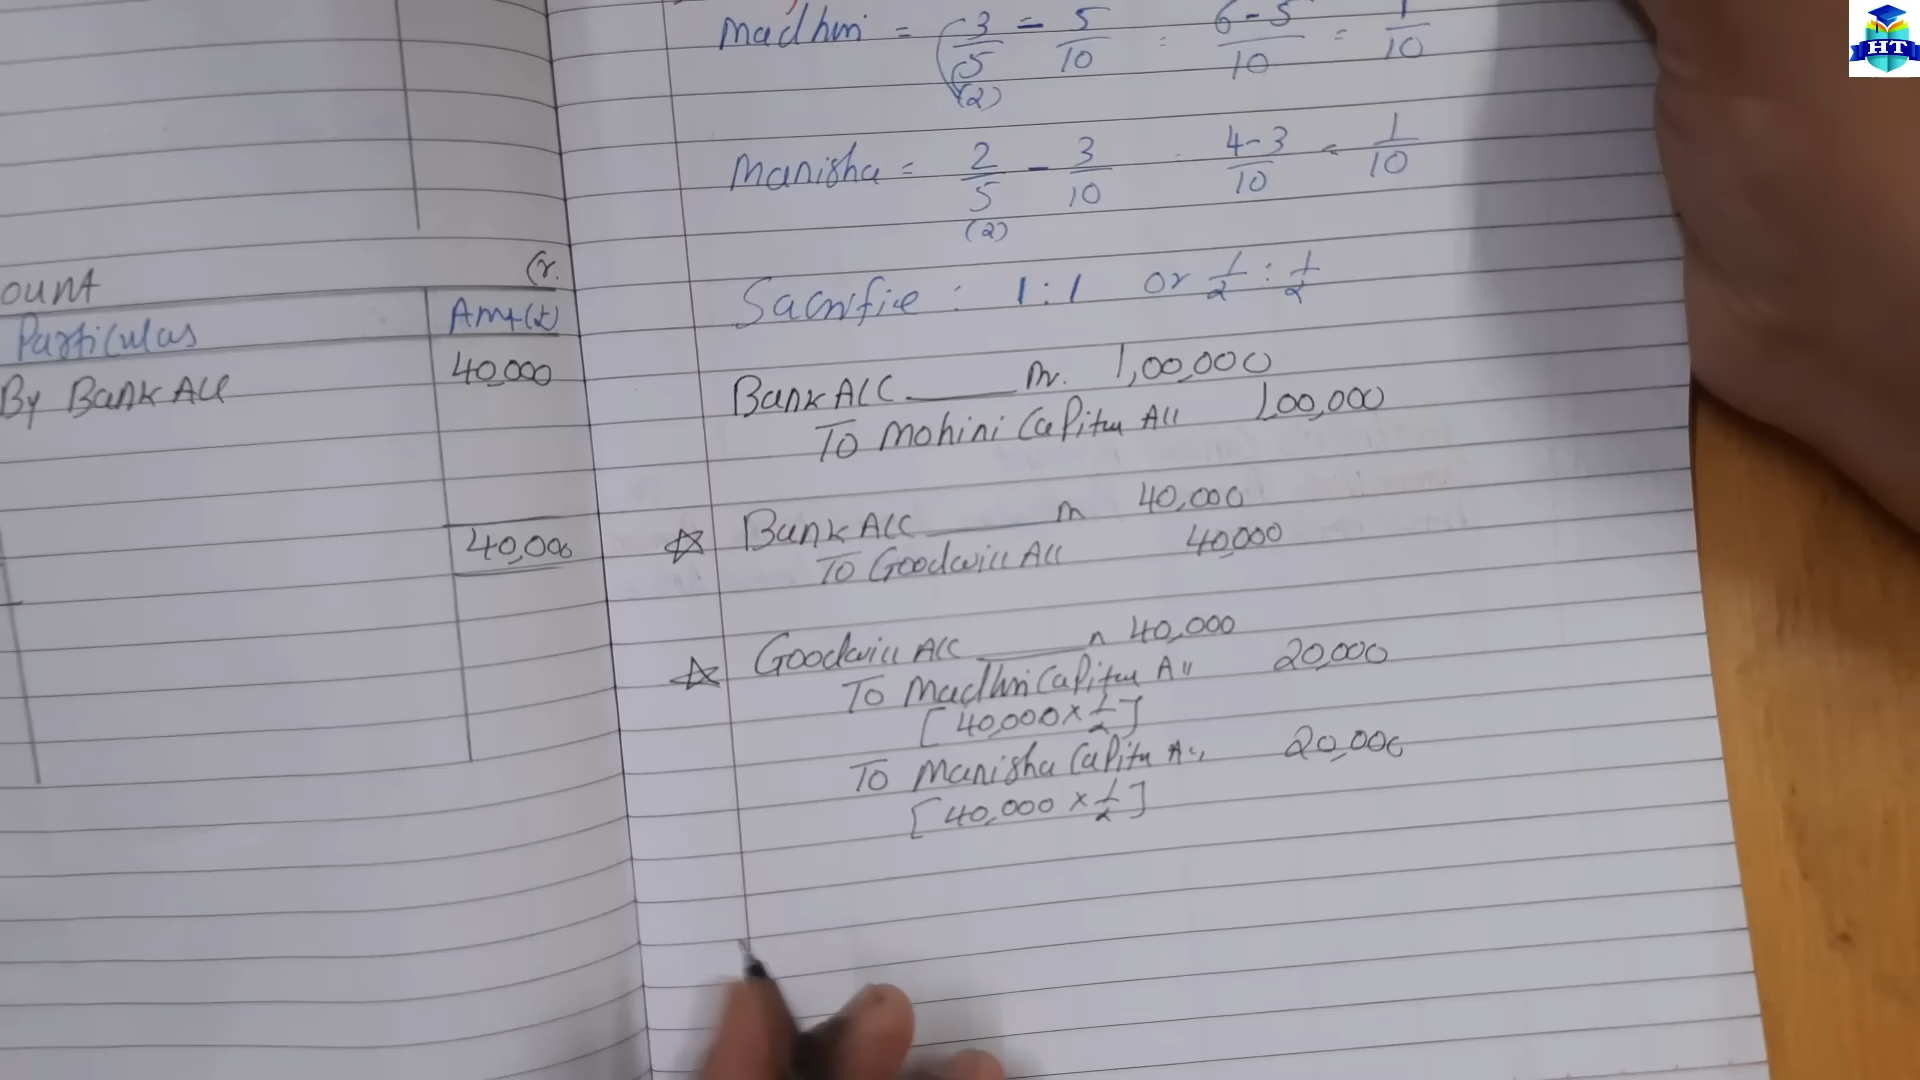 ount
Cr.
Particulas
Amt(₹)
By Bank A/c
40,000
40,000
Madhuri = 3/5 - 5/10 = 6-5/10 = 1/10
(2)
Manisha = 2/5 - 3/10 = 4-3/10 = 1/10
(2)
Sacrifice : 1:1 or 1/2 : 1/2
Bank A/c Dr. 1,00,000
To Mohini Capital A/c 1,00,000
☆ Bank A/c Dr 40,000
To Goodwill A/c 40,000
☆ Goodwill A/c Dr 40,000
To Madhuri Capital A/c 20,000
[40,000 × 1/2]
To Manisha Capital A/c 20,000
[40,000 × 1/2]
HT